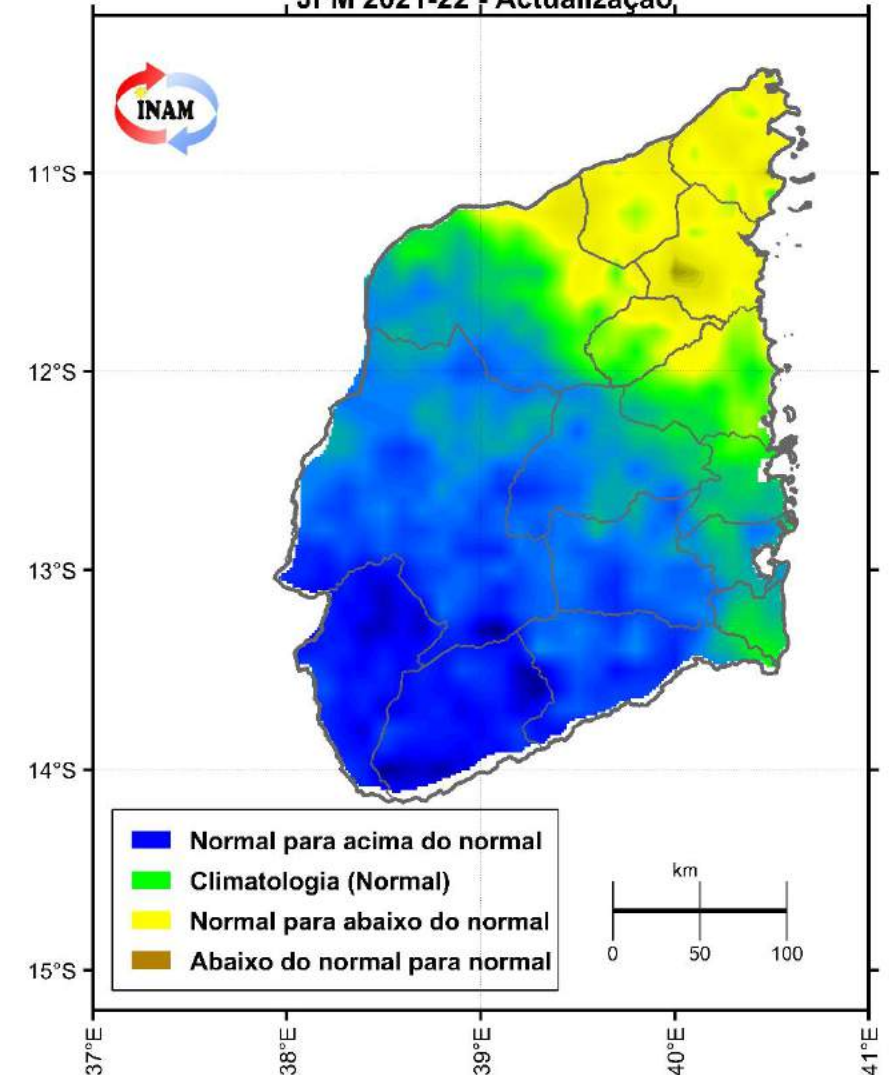 JFM 2021-22 - Actualização
INAM
11°S
12°S
13°S
14°S
15°S
Normal para acima do normal
Climatologia (Normal)
Normal para abaixo do normal
Abaixo do normal para normal
km
0 50 100
37°E 38°E 39°E 40°E 41°E